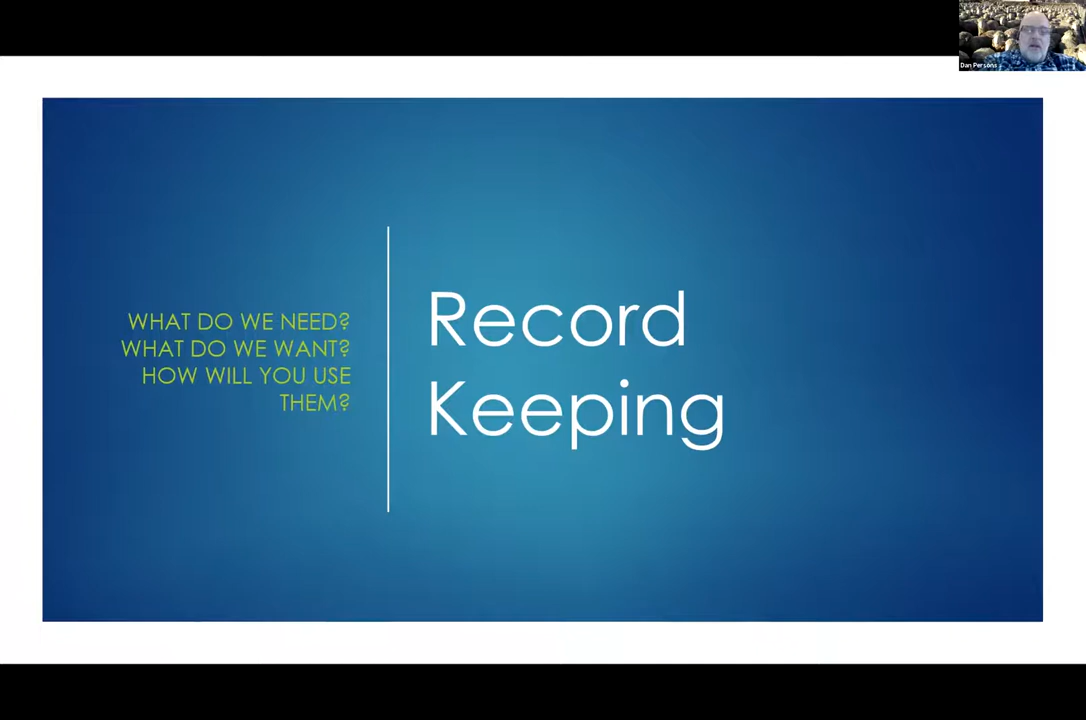 Dan Persons
WHAT DO WE NEED?
WHAT DO WE WANT?
HOW WILL YOU USE
THEM?
Record
Keeping